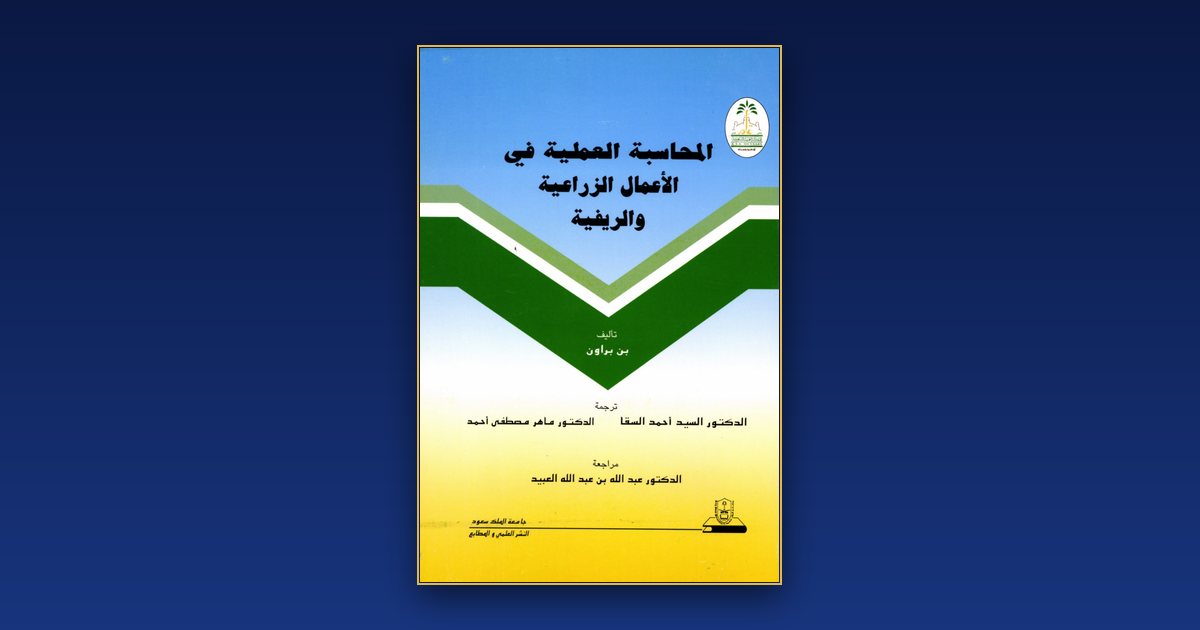 المحاسبة العملية في
الأعمال الزراعية
والريفية
تأليف
بن براون
ترجمة
الدكتور السيد أحمد السقا الدكتور ماهر مصطفى أحمد
مراجعة
الدكتور عبد الله بن عبد الله العبيد
جامعة الملك سعود
النشر العلمي و المطابع